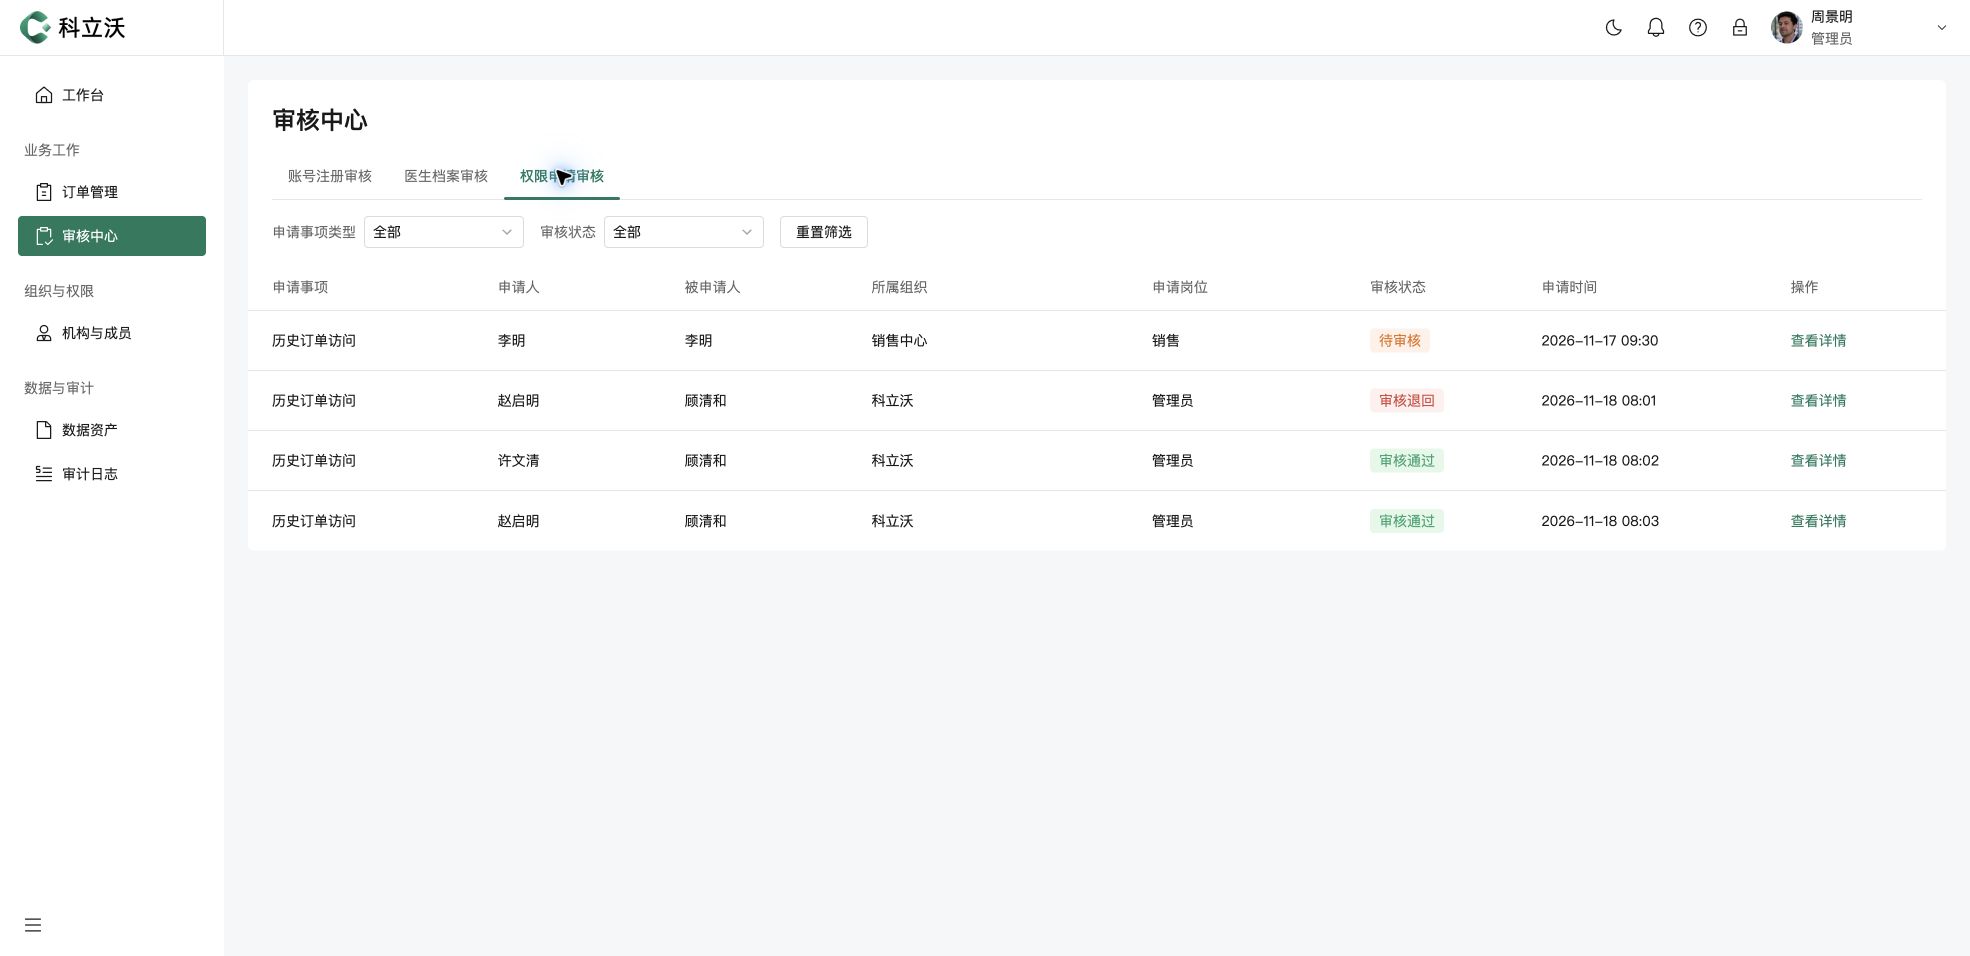 科立沃
周景明
管理员
工作台
业务工作
订单管理
审核中心
组织与权限
机构与成员
数据与审计
数据资产
审计日志
审核中心
账号注册审核 医生档案审核 权限申请审核
申请事项类型 全部 审核状态 全部 重置筛选
申请事项 申请人 被申请人 所属组织 申请岗位 审核状态 申请时间 操作
历史订单访问 李明 李明 销售中心 销售 待审核 2026-11-17 09:30 查看详情
历史订单访问 赵启明 顾清和 科立沃 管理员 审核退回 2026-11-18 08:01 查看详情
历史订单访问 许文清 顾清和 科立沃 管理员 审核通过 2026-11-18 08:02 查看详情
历史订单访问 赵启明 顾清和 科立沃 管理员 审核通过 2026-11-18 08:03 查看详情